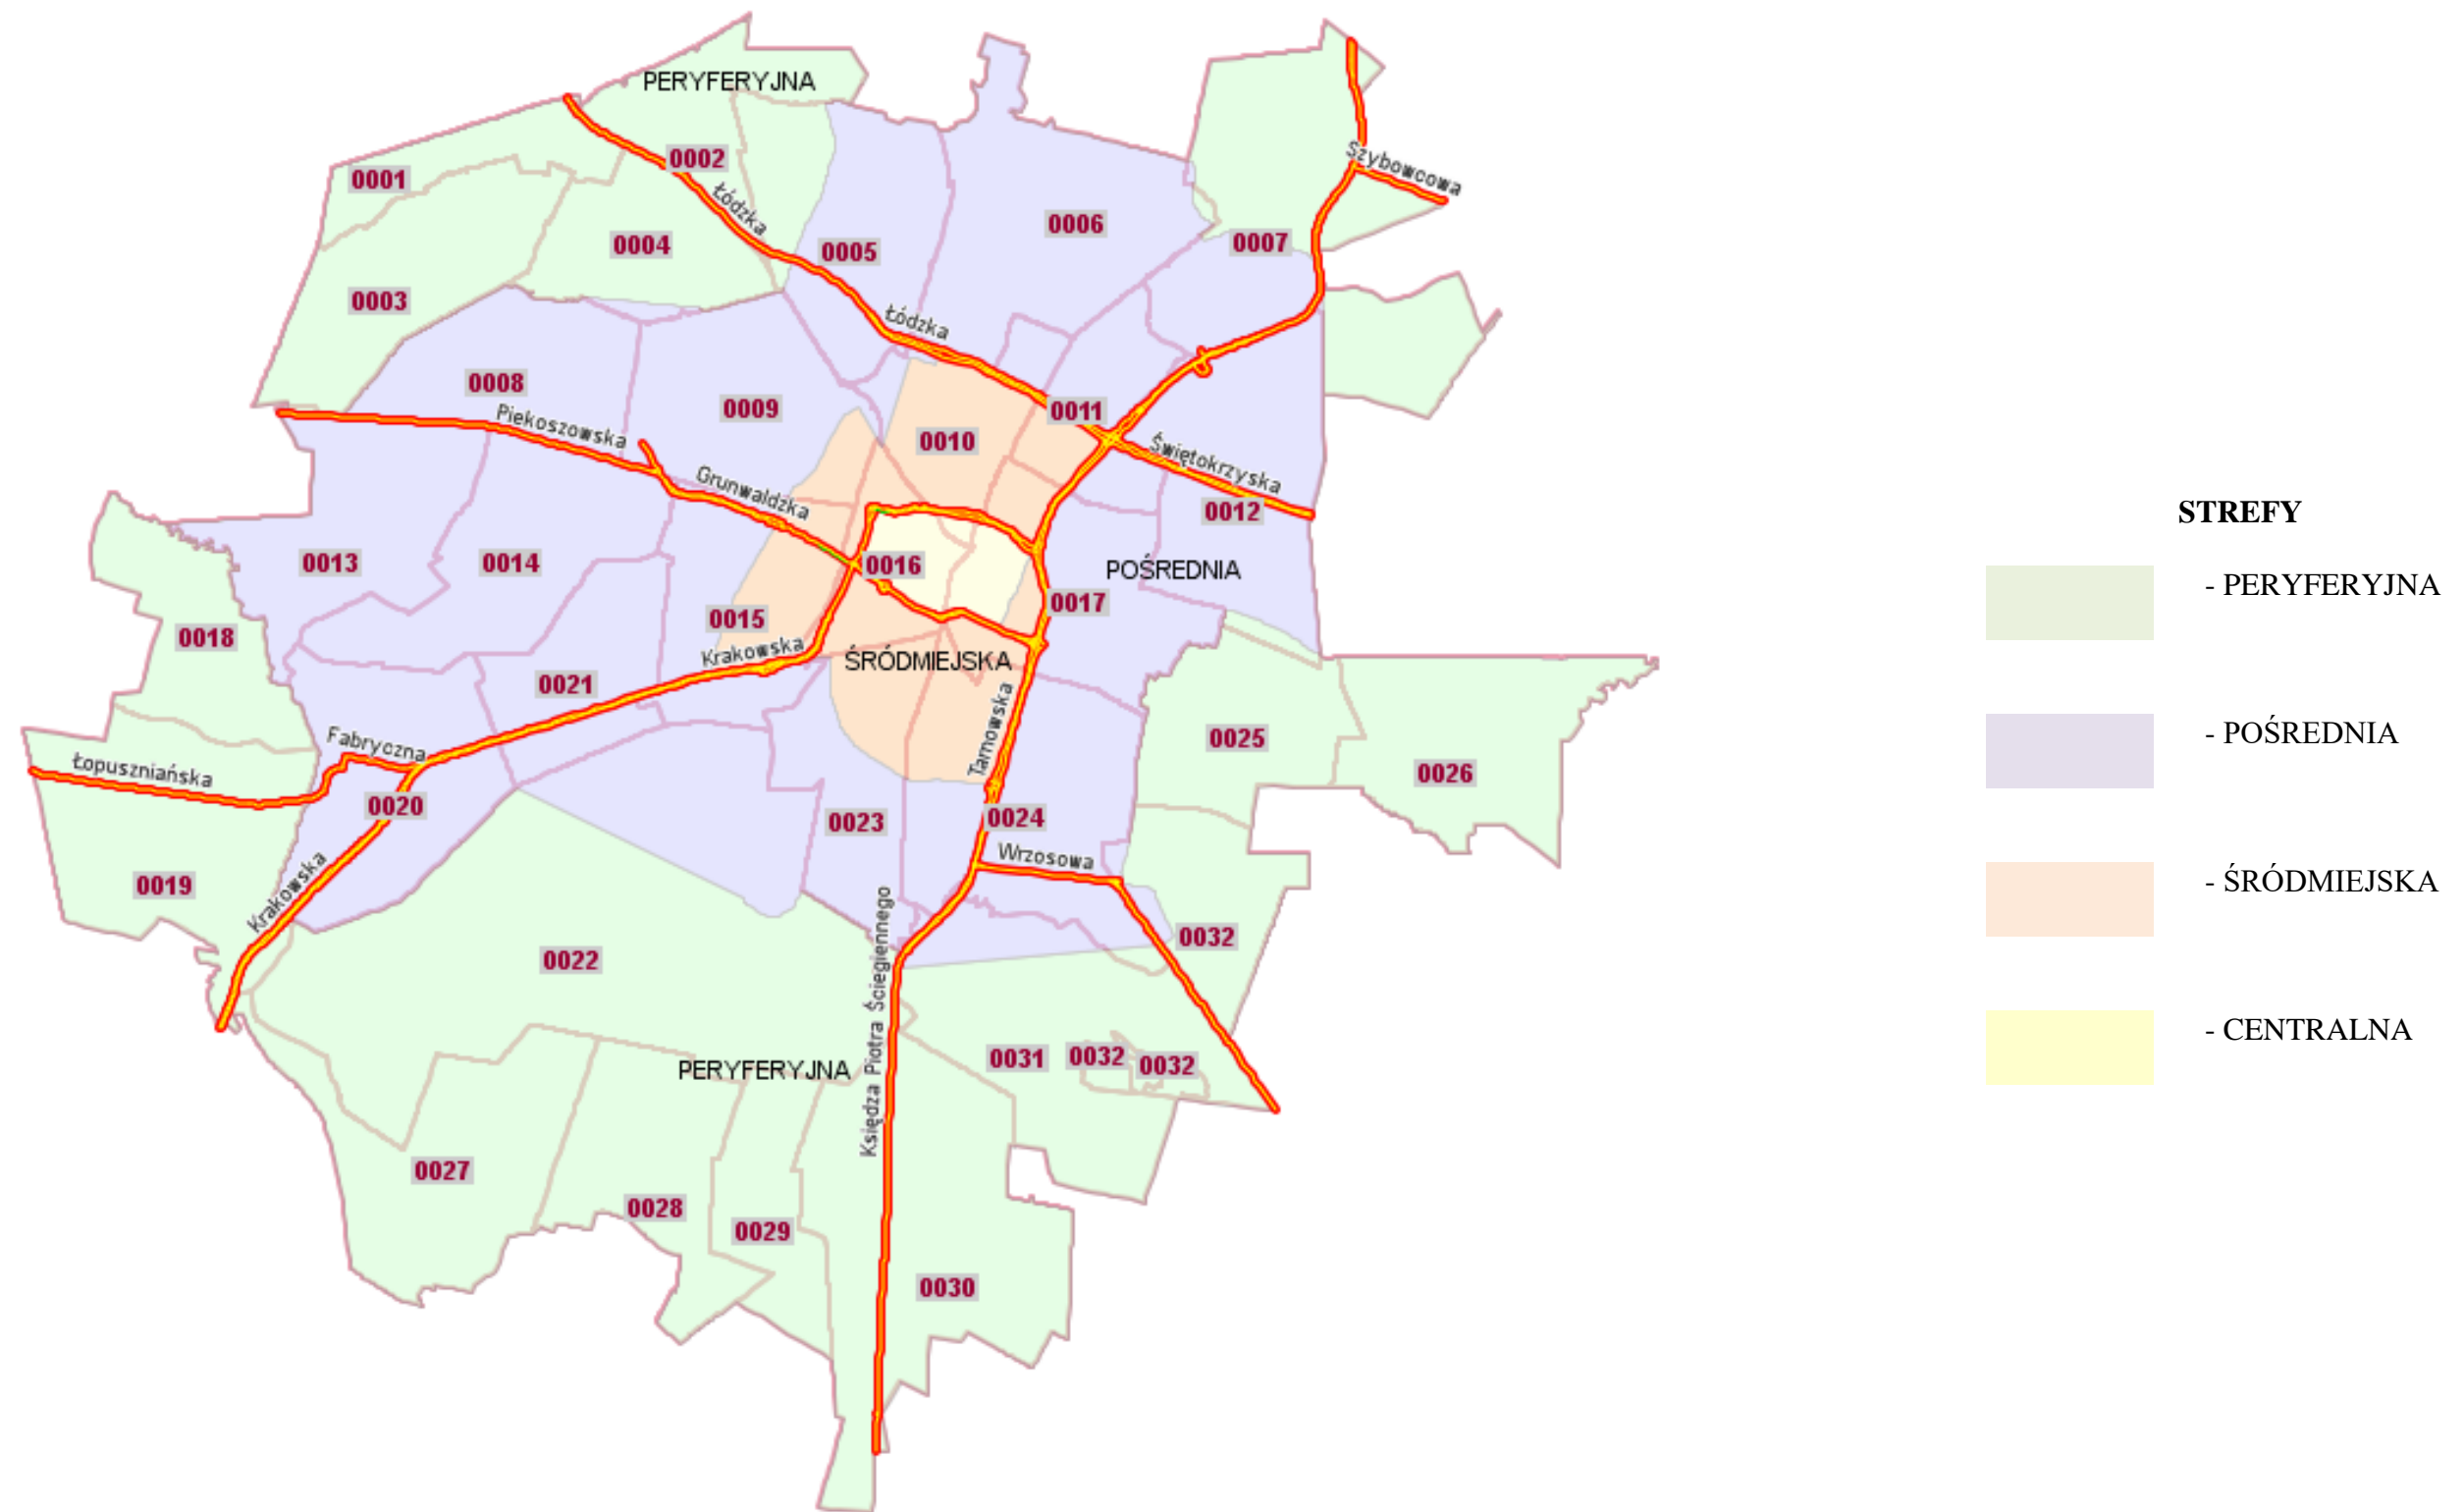 PERYFERYJNA
0002
0001
Szybowcowa
Łódzka
0006
0007
0004
0005
0003
Łódzka
0008
0009
0011
Piekoszowska
0010
Świętokrzyska
Grunwaldzka
0012
0013
0014
0016
POŚREDNIA
0017
0015
0018
Krakowska
ŚRÓDMIEJSKA
0021
Tarnowska
0025
Fabryczna
Łopuszniańska
0026
0020
0023
0024
Wrzosowa
0019
Krakowska
0032
0022
Księdza Piotra Ściegiennego
0031
0032
0032
PERYFERYJNA
0027
0028
0029
0030
STREFY
- PERYFERYJNA
- POŚREDNIA
- ŚRÓDMIEJSKA
- CENTRALNA